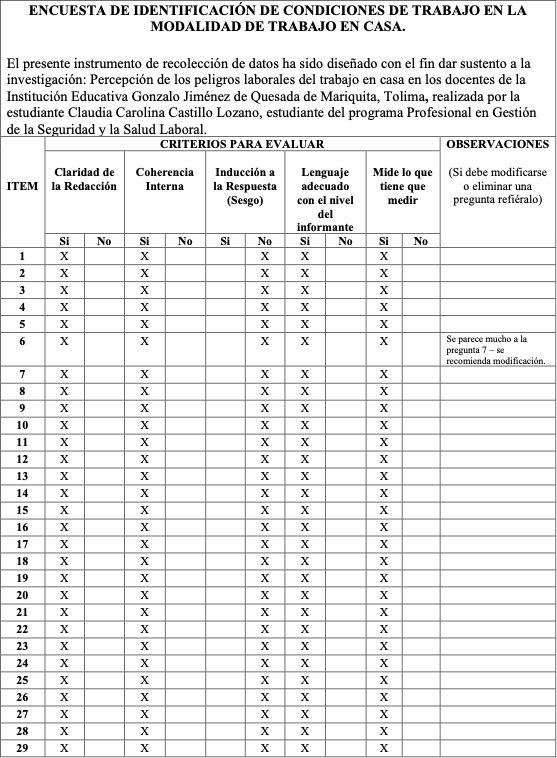 ENCUESTA DE IDENTIFICACIÓN DE CONDICIONES DE TRABAJO EN LA
MODALIDAD DE TRABAJO EN CASA.
El presente instrumento de recolección de datos ha sido diseñado con el fin dar sustento a la
investigación: Percepción de los peligros laborales del trabajo en casa en los docentes de la
Institución Educativa Gonzalo Jiménez de Quesada de Mariquita, Tolima, realizada por la
estudiante Claudia Carolina Castillo Lozano, estudiante del programa Profesional en Gestión
de la Seguridad y la Salud Laboral.
CRITERIOS PARA EVALUAR OBSERVACIONES
ITEM
Claridad de
la Redacción
Coherencia
Interna
Inducción a
la Respuesta
(Sesgo)
Lenguaje
adecuado
con el nivel
del
informante
Mide lo que
tiene que
medir
(Si debe modificarse
o eliminar una
pregunta refiéralo)
Si No Si No Si No Si No Si No
1 X X X X X
2 X X X X X
3 X X X X X
4 X X X X X
5 X X X X X
6 X X X X X
Se parece mucho a la
pregunta 7 – se
recomienda modificación.
7 X X X X X
8 X X X X X
9 X X X X X
10 X X X X X
11 X X X X X
12 X X X X X
13 X X X X X
14 X X X X X
15 X X X X X
16 X X X X X
17 X X X X X
18 X X X X X
19 X X X X X
20 X X X X X
21 X X X X X
22 X X X X X
23 X X X X X
24 X X X X X
25 X X X X X
26 X X X X X
27 X X X X X
28 X X X X X
29 X X X X X